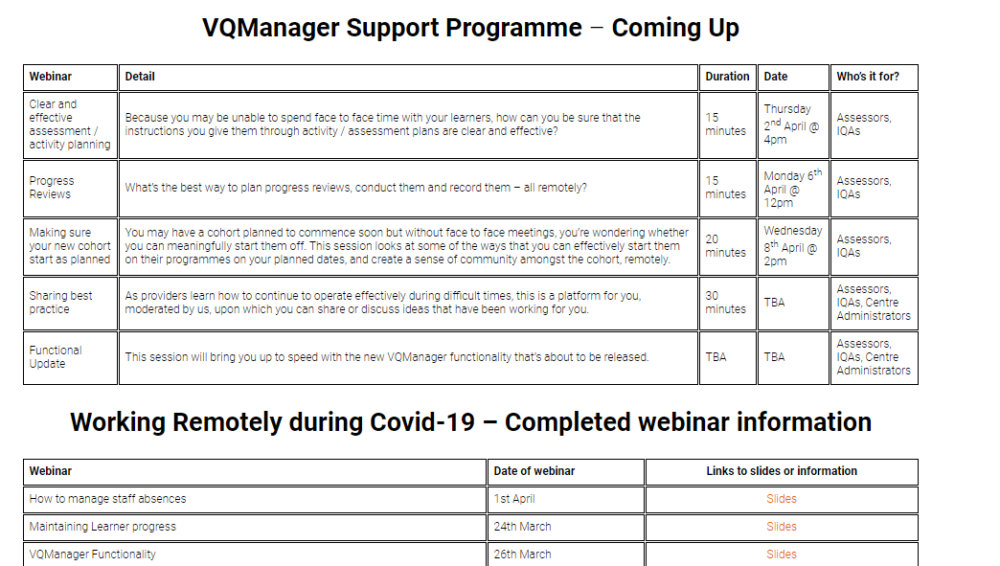 VQManager Support Programme – Coming Up
Webinar Detail Duration Date Who's it for?
Clear and
effective
assessment /
activity planning
Because you may be unable to spend face to face time with your learners, how can you be sure that the
instructions you give them through activity / assessment plans are clear and effective?
15
minutes
Thursday
2nd April @
4pm
Assessors,
IQAs
Progress
Reviews
What's the best way to plan progress reviews, conduct them and record them – all remotely?
15
minutes
Monday 6th
April @
12pm
Assessors,
IQAs
Making sure
your new cohort
start as planned
You may have a cohort planned to commence soon but without face to face meetings, you're wondering whether
you can meaningfully start them off. This session looks at some of the ways that you can effectively start them
on their programmes on your planned dates, and create a sense of community amongst the cohort, remotely.
20
minutes
Wednesday
8th April @
2pm
Assessors,
IQAs
Sharing best
practice
As providers learn how to continue to operate effectively during difficult times, this is a platform for you,
moderated by us, upon which you can share or discuss ideas that have been working for you.
30
minutes
TBA
Assessors,
IQAs, Centre
Administrators
Functional
Update
This session will bring you up to speed with the new VQManager functionality that's about to be released.
TBA
TBA
Assessors,
IQAs, Centre
Administrators
Working Remotely during Covid-19 – Completed webinar information
Webinar Date of webinar Links to slides or information
How to manage staff absences 1st April Slides
Maintaining Learner progress 24th March Slides
VQManager Functionality 26th March Slides